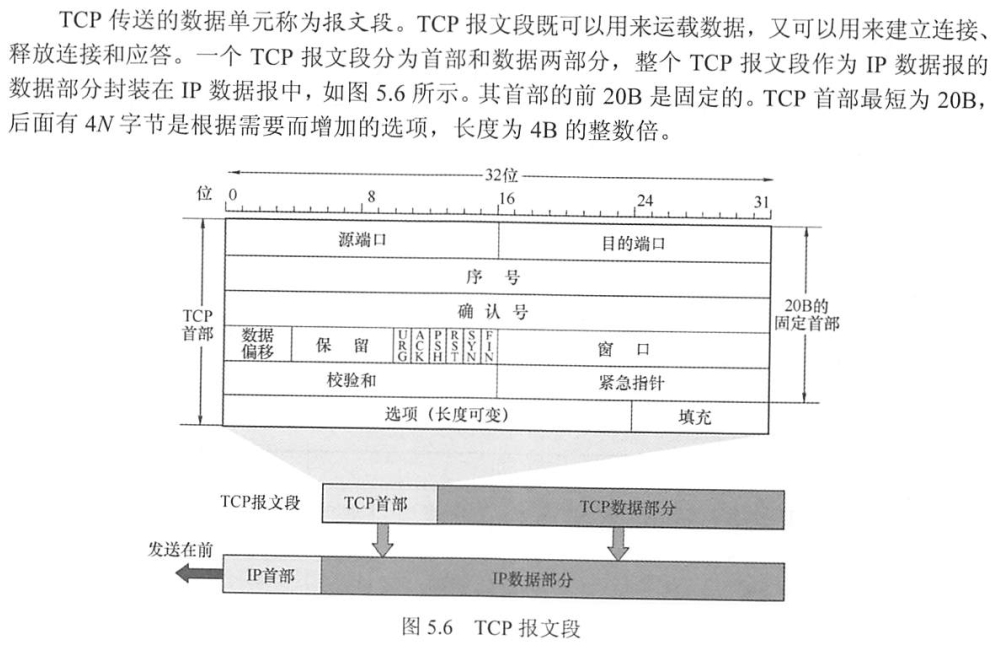 TCP 传送的数据单元称为报文段。TCP 报文段既可以用来运载数据，又可以用来建立连接、
释放连接和应答。一个 TCP 报文段分为首部和数据两部分，整个 TCP 报文段作为 IP 数据报的
数据部分封装在 IP 数据报中，如图 5.6 所示。其首部的前 20B 是固定的。TCP 首部最短为 20B，
后面有 4N 字节是根据需要而增加的选项，长度为 4B 的整数倍。
32位
位 0 8 16 24 31
源端口 目的端口
序 号
确 认 号
TCP
首部
20B的
固定首部
数据
偏移
保 留
URG ACK PSH RST SYN FIN
窗 口
校验和 紧急指针
选项（长度可变） 填充
TCP报文段 TCP首部 TCP数据部分
发送在前
IP首部 IP数据部分
图 5.6 TCP 报文段